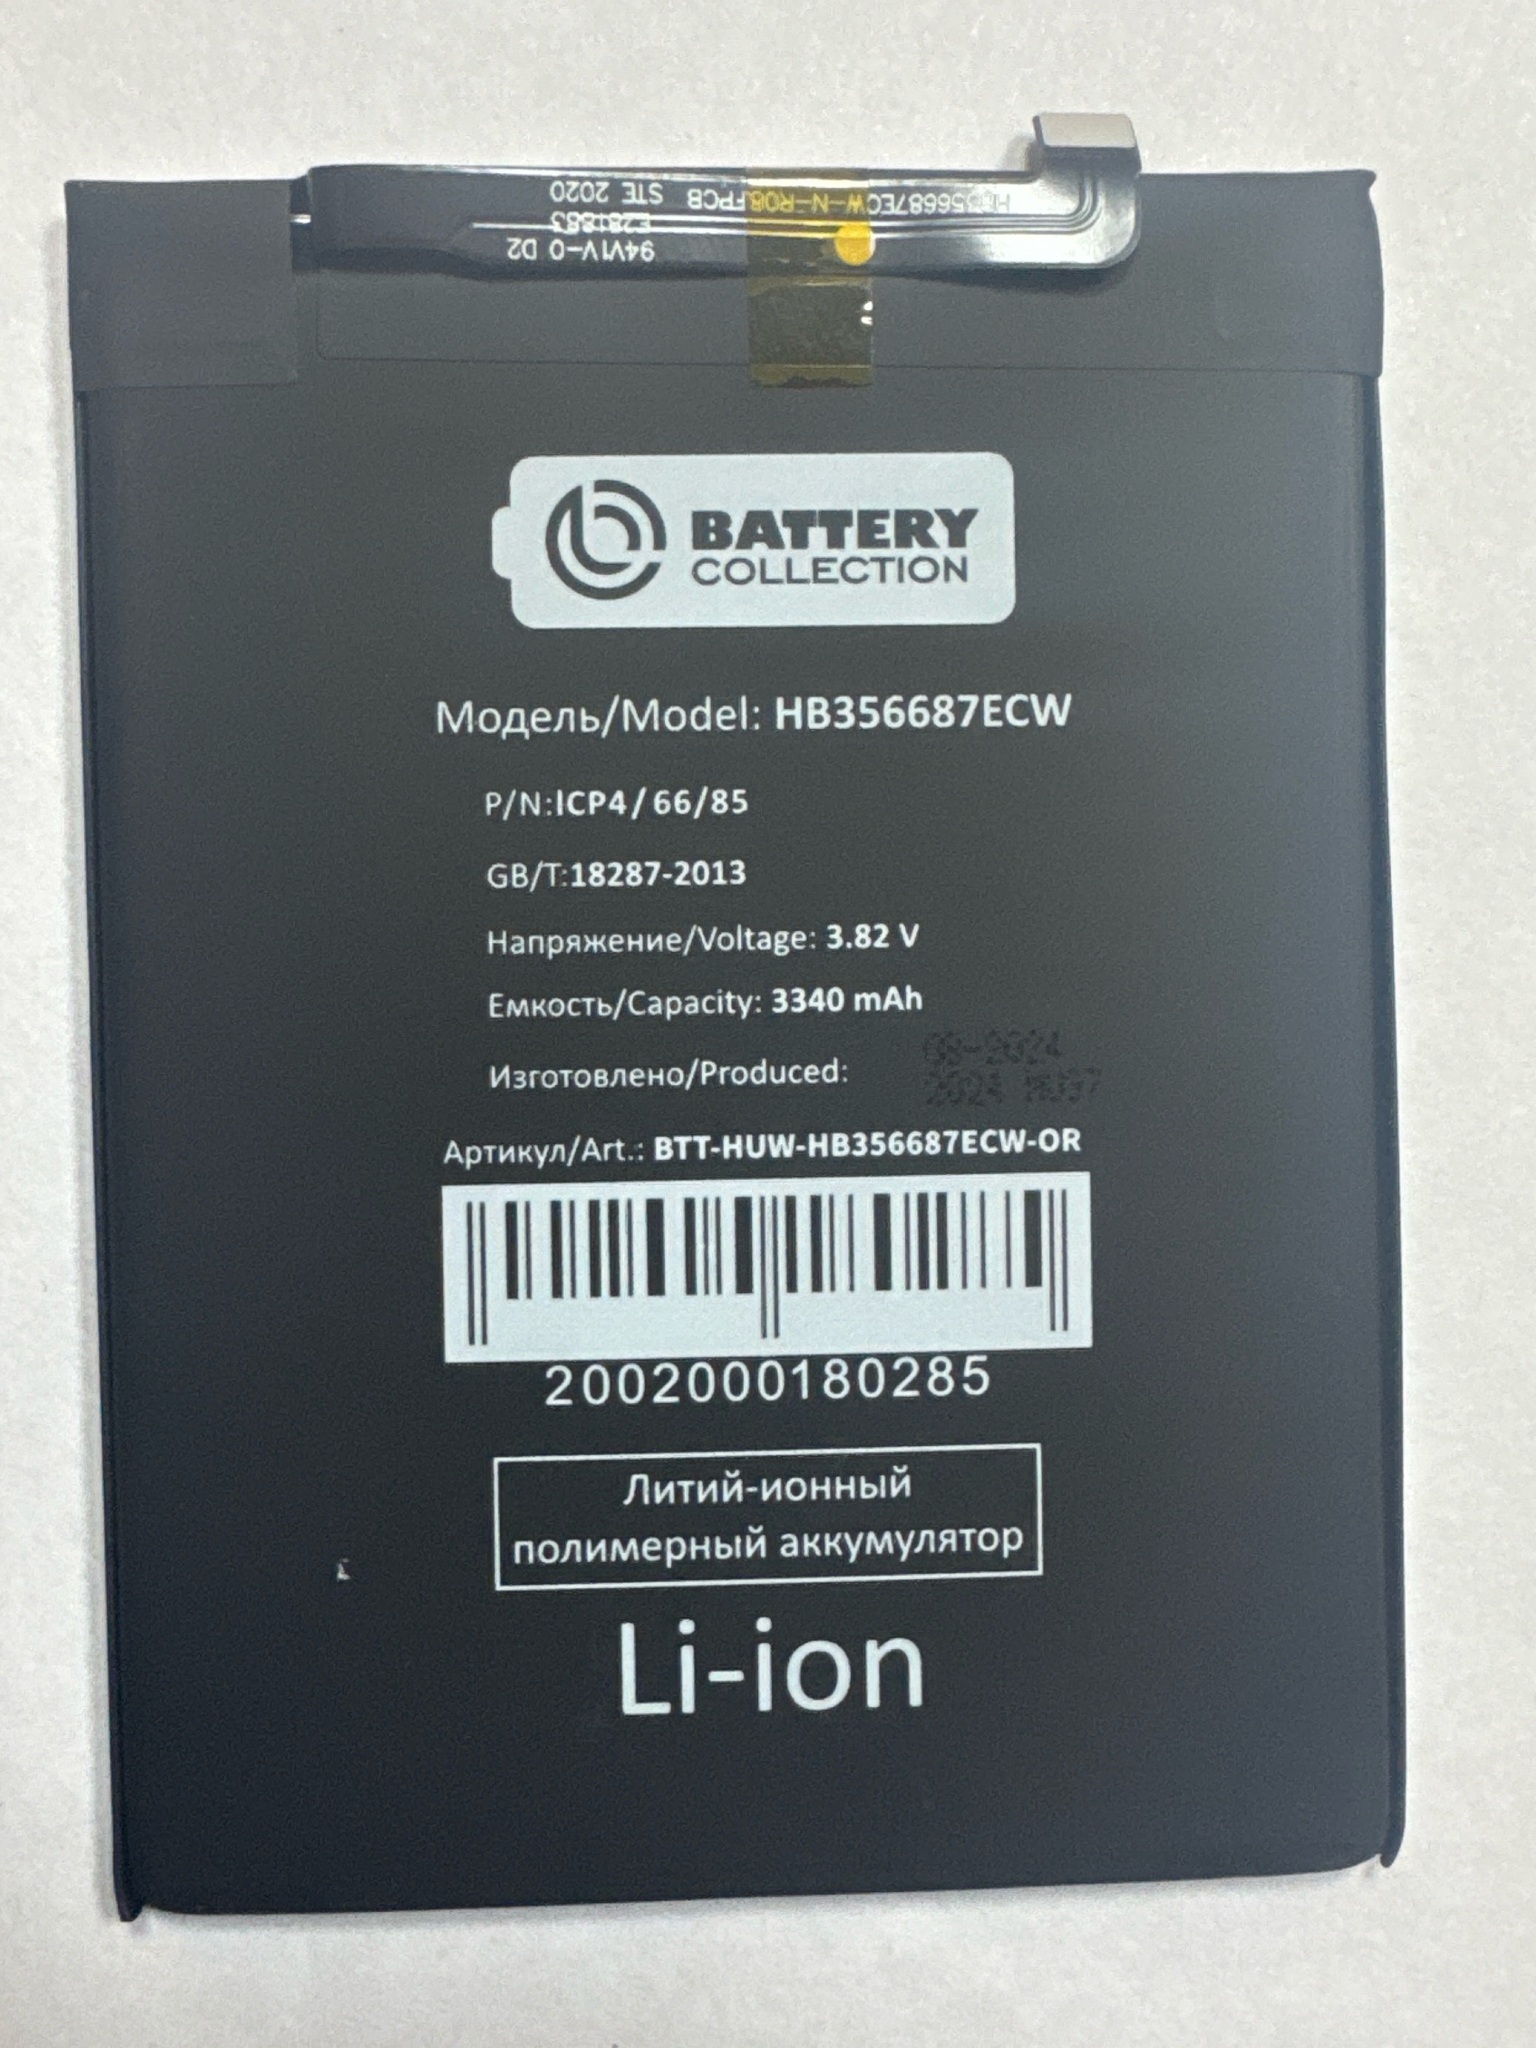 HB356687ECW-N-R08 FPCB STE 2020
E281883
94V1V-0 D2
BATTERY
COLLECTION
Модель/Model: HB356687ECW
P/N:ICP4/66/85
GB/T:18287-2013
Напряжение/Voltage: 3.82 V
Емкость/Capacity: 3340 mAh
Изготовлено/Produced:
Артикул/Art.: BTT-HUW-HB356687ECW-OR
2002000180285
Литий-ионный
полимерный аккумулятор
Li-ion